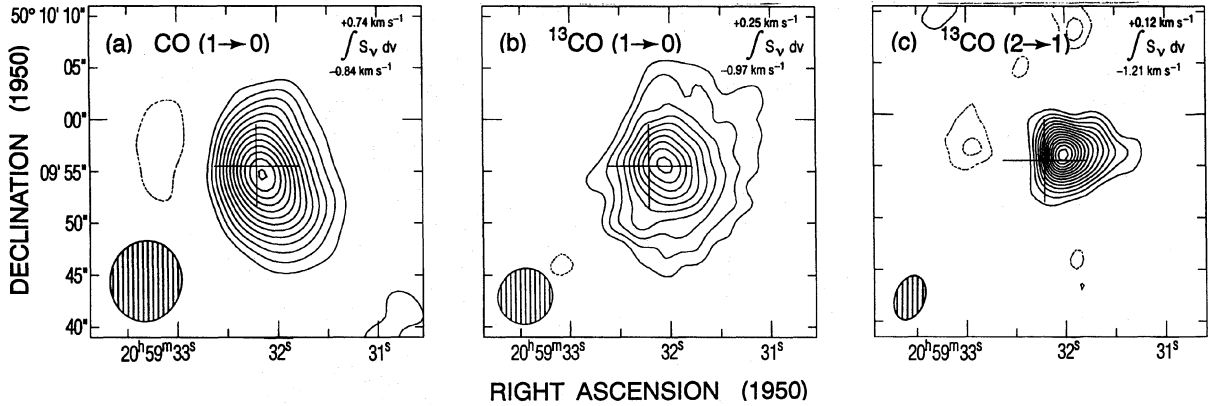 50° 10' 10"
05"
00"
09' 55"
50"
45"
40"
DECLINATION (1950)
(a) CO (1→0)
+0.74 km s⁻¹
∫ Sᵥ dv
−0.84 km s⁻¹
20ʰ59ᵐ33ˢ
32ˢ
31ˢ
(b) ¹³CO (1→0)
+0.25 km s⁻¹
∫ Sᵥ dv
−0.97 km s⁻¹
20ʰ59ᵐ33ˢ
32ˢ
31ˢ
(c) ¹³CO (2→1)
+0.12 km s⁻¹
∫ Sᵥ dv
−1.21 km s⁻¹
20ʰ59ᵐ33ˢ
32ˢ
31ˢ
RIGHT ASCENSION (1950)